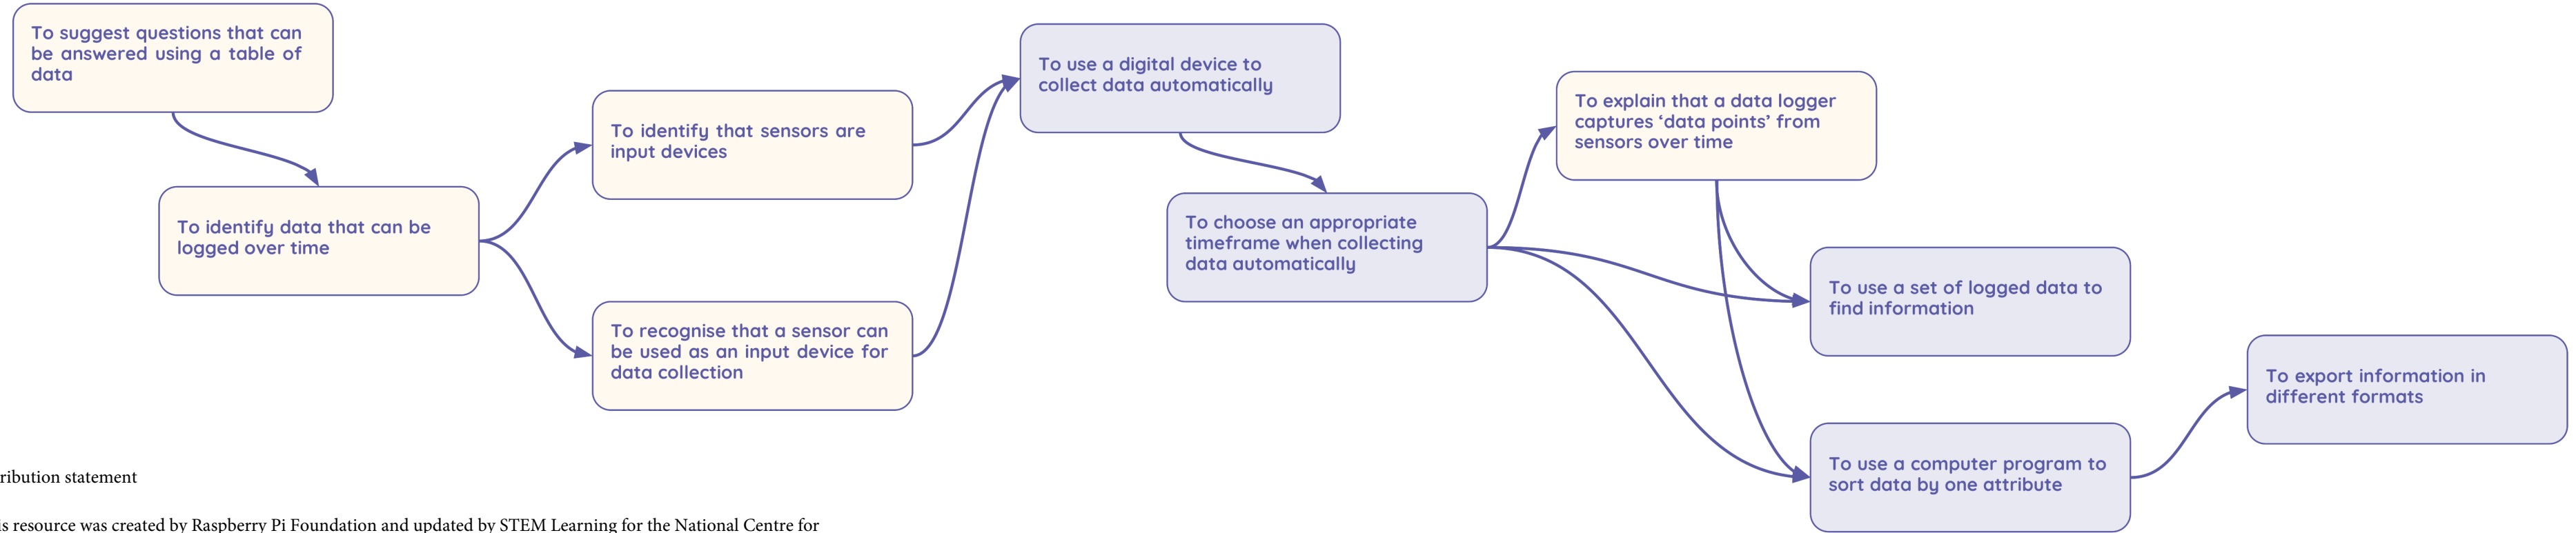 To suggest questions that can
be answered using a table of
data
To identify data that can be
logged over time
To identify that sensors are
input devices
To recognise that a sensor can
be used as an input device for
data collection
To use a digital device to
collect data automatically
To choose an appropriate
timeframe when collecting
data automatically
To explain that a data logger
captures ‘data points’ from
sensors over time
To use a set of logged data to
find information
To use a computer program to
sort data by one attribute
To export information in
different formats
ribution statement
is resource was created by Raspberry Pi Foundation and updated by STEM Learning for the National Centre for